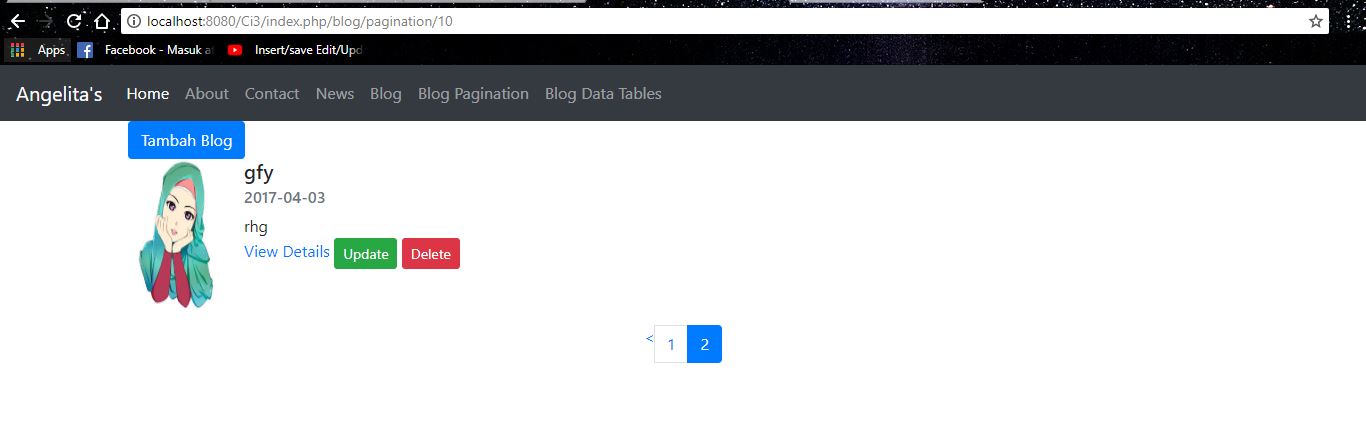 localhost:8080/Ci3/index.php/blog/pagination/10
Apps Facebook - Masuk at Insert/save Edit/Upd
Angelita's Home About Contact News Blog Blog Pagination Blog Data Tables
Tambah Blog
gfy
2017-04-03
rhg
View Details Update Delete
< 1 2